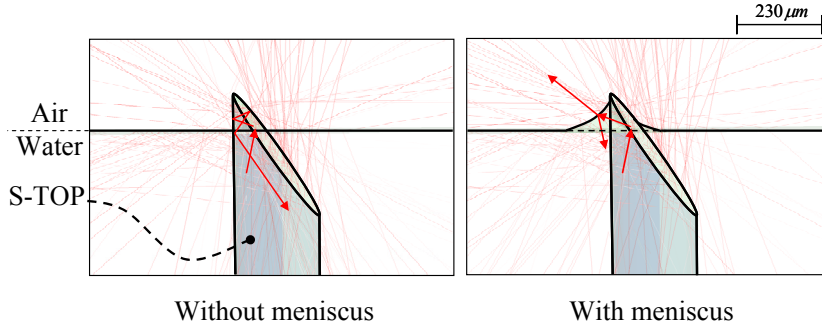 230 μm
Air
Water
S-TOP
Without meniscus
With meniscus